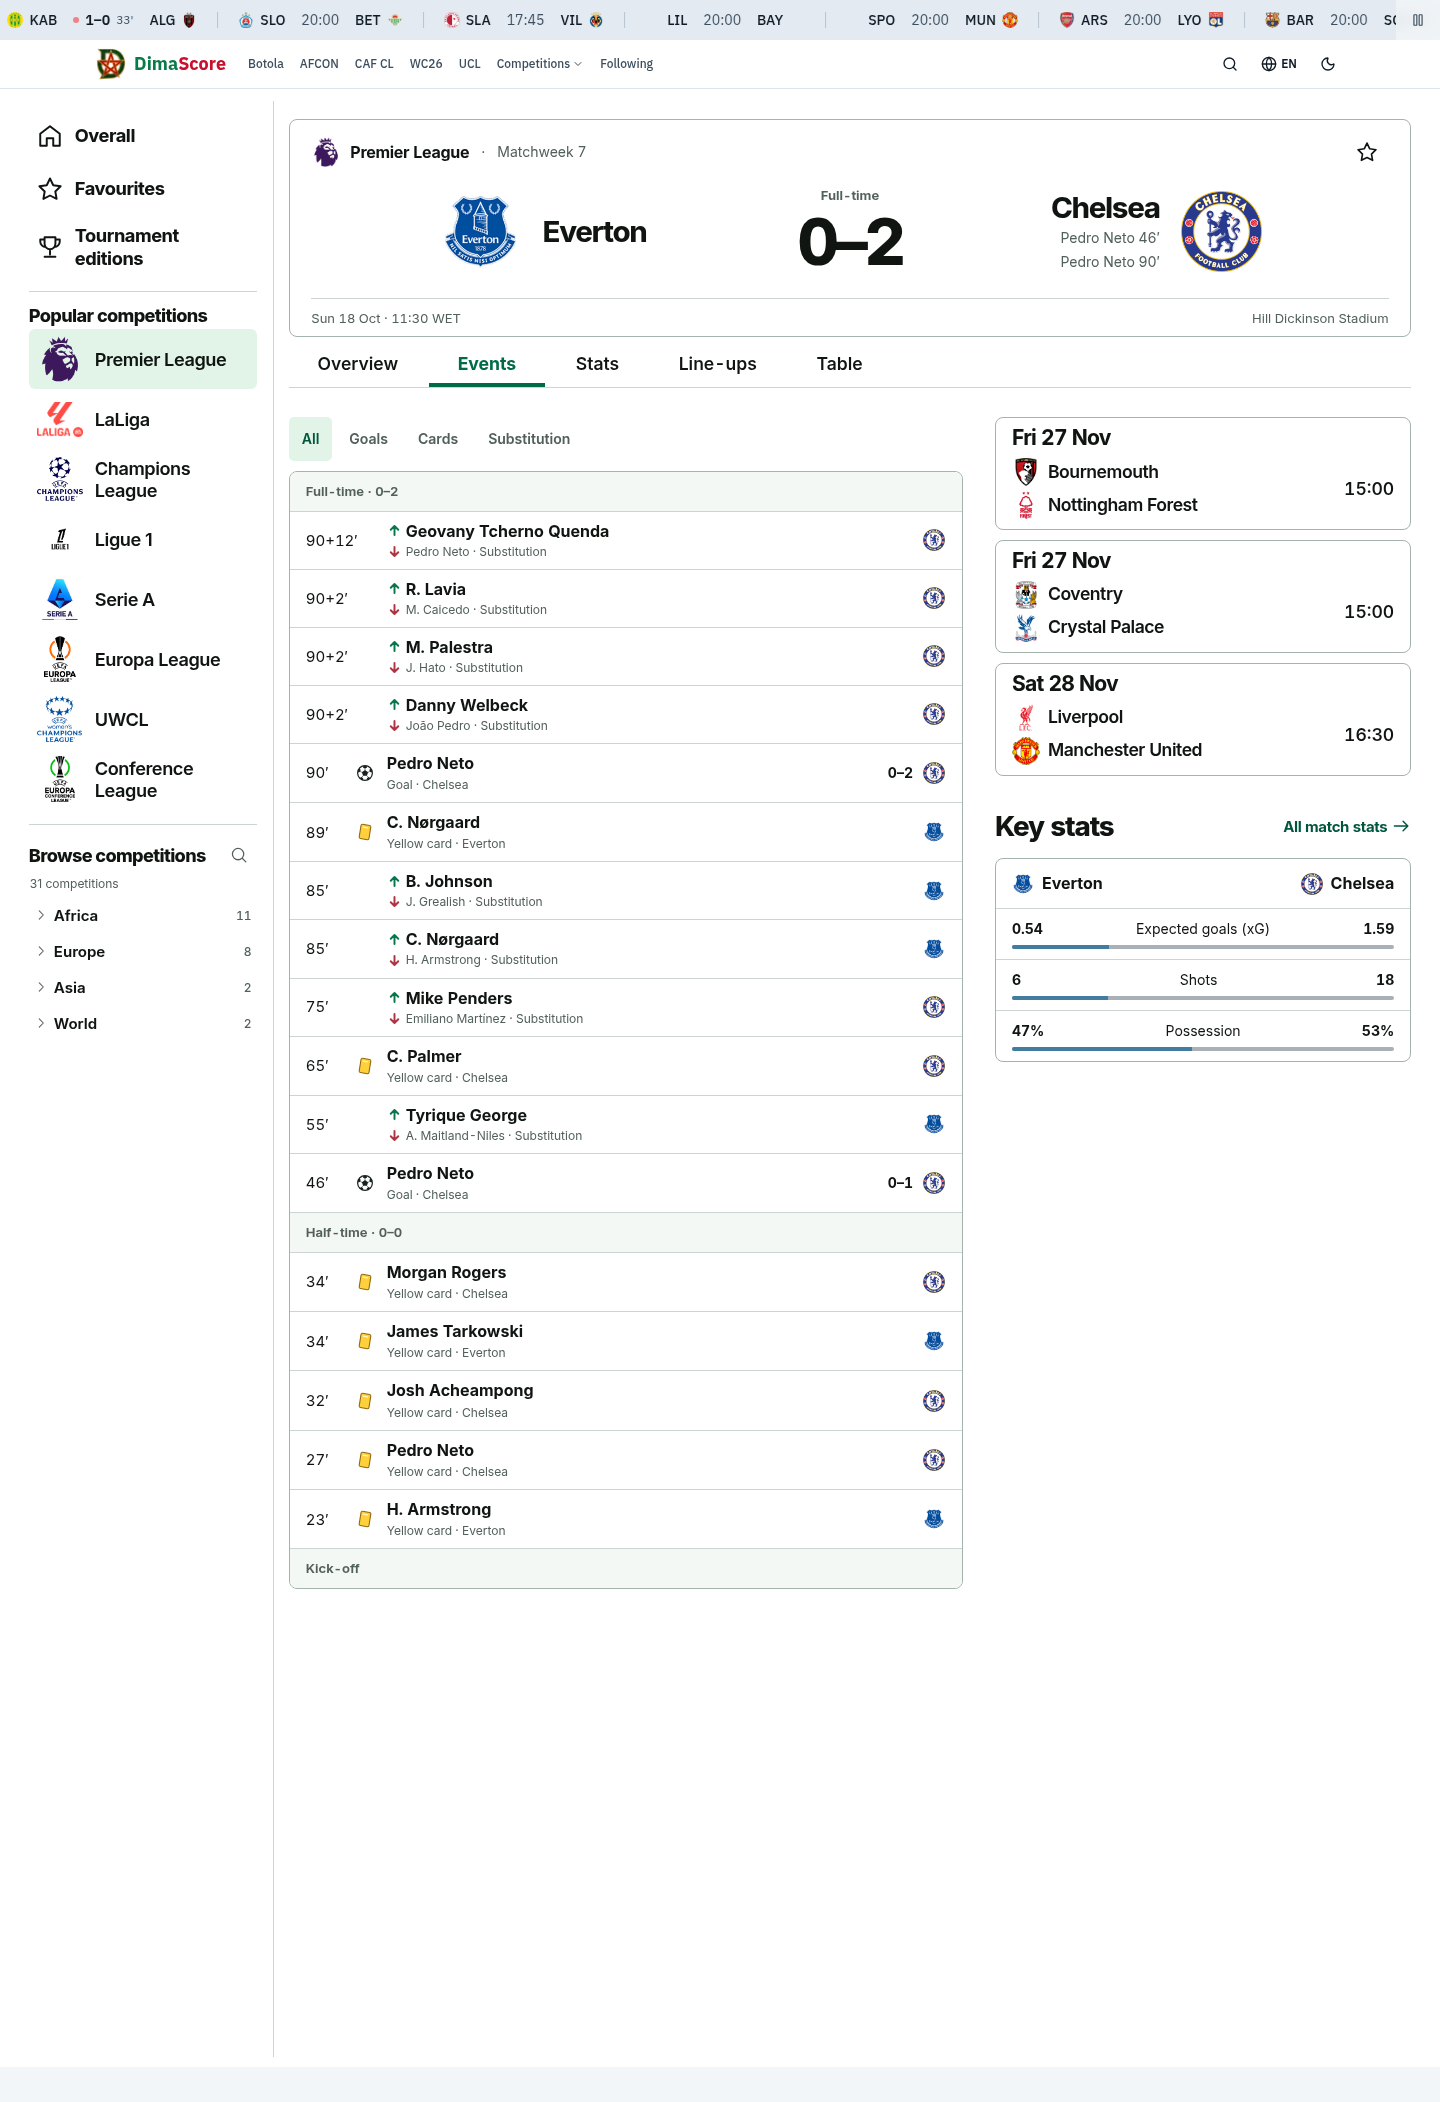 KAB 1–0 33' ALG SLO 20:00 BET SLA 17:45 VIL LIL 20:00 BAY SPO 20:00 MUN ARS 20:00 LYO BAR 20:00
DimaScore Botola AFCON CAF CL WC26 UCL Competitions Following EN
Overall
Favourites
Tournament
editions
Popular competitions
Premier League
LaLiga
Champions
League
Ligue 1
Serie A
Europa League
UWCL
Conference
League
Browse competitions
31 competitions
Africa 11
Europe 8
Asia 2
World 2
Premier League · Matchweek 7
Full-time
Everton 0–2 Chelsea
Pedro Neto 46'
Pedro Neto 90'
Sun 18 Oct · 11:30 WET Hill Dickinson Stadium
Overview Events Stats Line-ups Table
All Goals Cards Substitution
Full-time · 0–2
90+12' Geovany Tcherno Quenda
Pedro Neto · Substitution
90+2' R. Lavia
M. Caicedo · Substitution
90+2' M. Palestra
J. Hato · Substitution
90+2' Danny Welbeck
João Pedro · Substitution
90' Pedro Neto 0–2
Goal · Chelsea
89' C. Nørgaard
Yellow card · Everton
85' B. Johnson
J. Grealish · Substitution
85' C. Nørgaard
H. Armstrong · Substitution
75' Mike Penders
Emiliano Martínez · Substitution
65' C. Palmer
Yellow card · Chelsea
55' Tyrique George
A. Maitland-Niles · Substitution
46' Pedro Neto 0–1
Goal · Chelsea
Half-time · 0–0
34' Morgan Rogers
Yellow card · Chelsea
34' James Tarkowski
Yellow card · Everton
32' Josh Acheampong
Yellow card · Chelsea
27' Pedro Neto
Yellow card · Chelsea
23' H. Armstrong
Yellow card · Everton
Kick-off
Fri 27 Nov
Bournemouth
Nottingham Forest
15:00
Fri 27 Nov
Coventry
Crystal Palace
15:00
Sat 28 Nov
Liverpool
Manchester United
16:30
Key stats All match stats
Everton Chelsea
0.54 Expected goals (xG) 1.59
6 Shots 18
47% Possession 53%